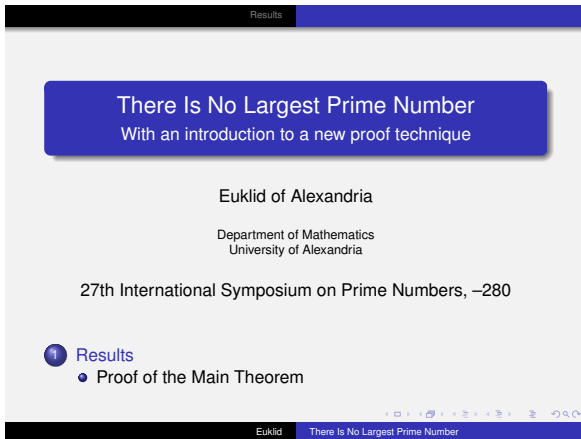 Results
There Is No Largest Prime Number
With an introduction to a new proof technique
Euklid of Alexandria
Department of Mathematics
University of Alexandria
27th International Symposium on Prime Numbers, –280
1 Results
Proof of the Main Theorem
Euklid There Is No Largest Prime Number